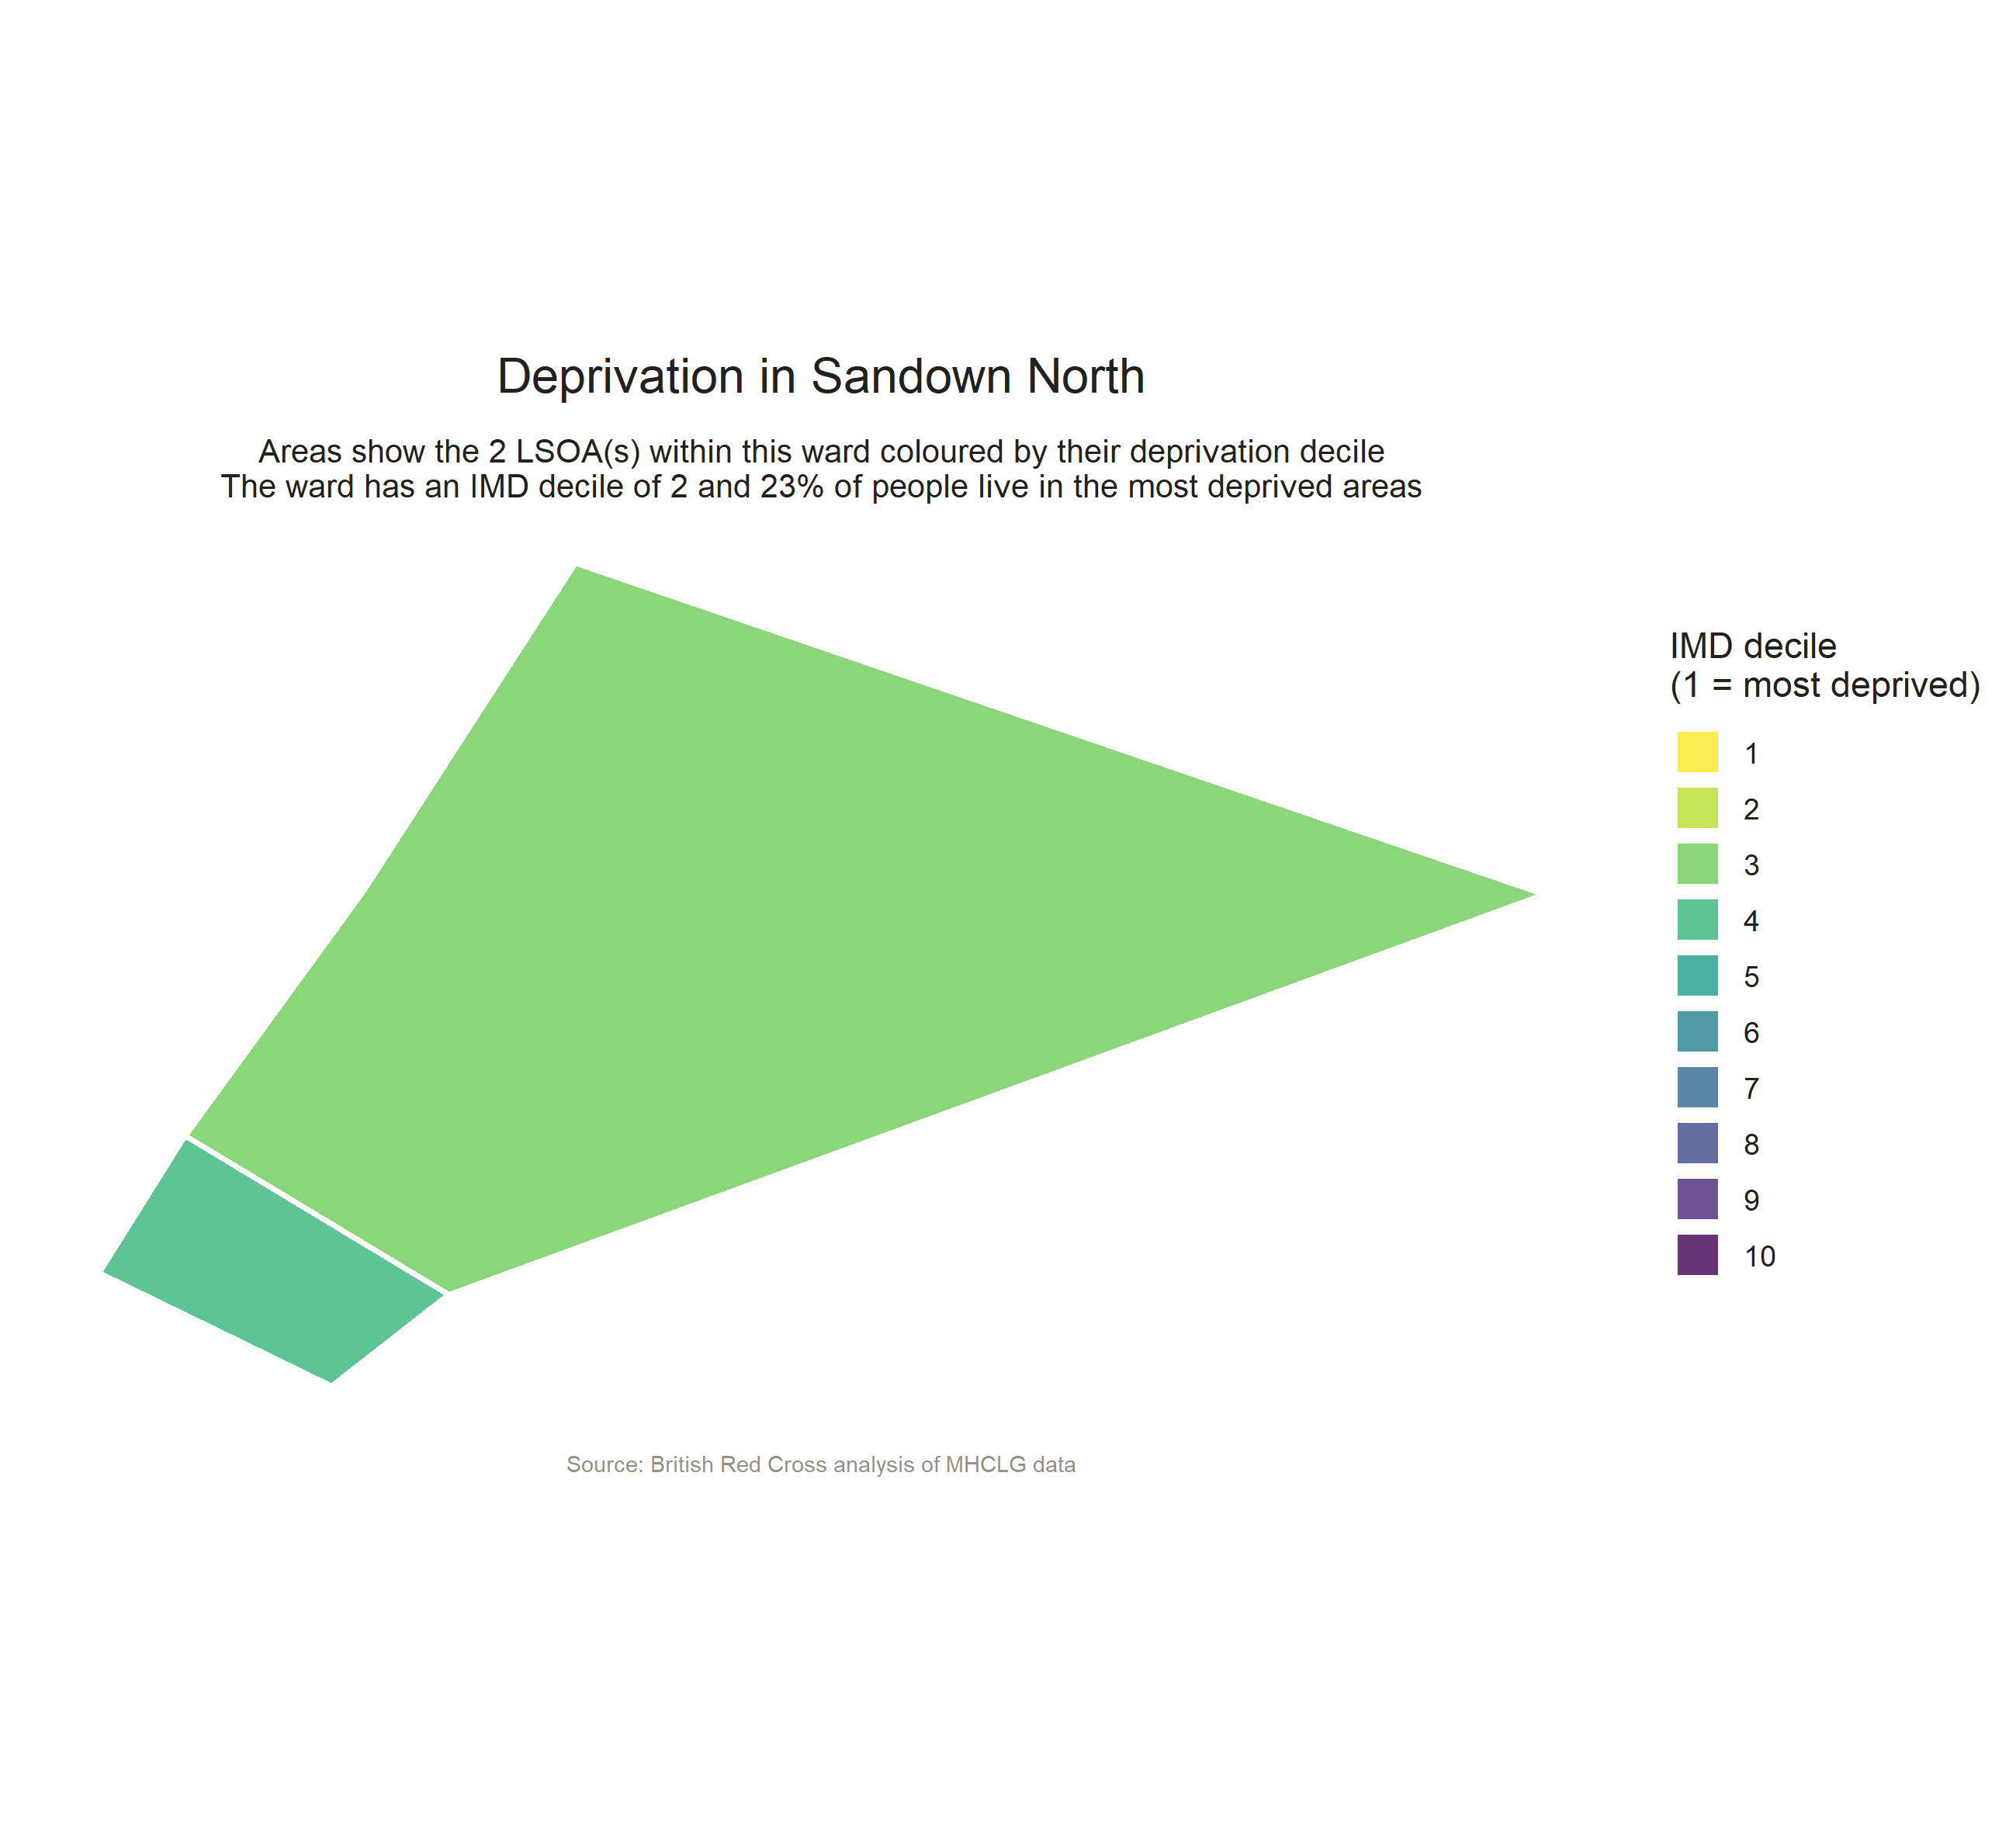 Deprivation in Sandown North
Areas show the 2 LSOA(s) within this ward coloured by their deprivation decile
The ward has an IMD decile of 2 and 23% of people live in the most deprived areas
IMD decile
(1 = most deprived)
1
2
3
4
5
6
7
8
9
10
Source: British Red Cross analysis of MHCLG data